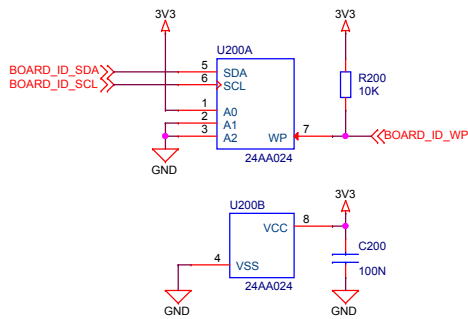 3V3
3V3
U200A
BOARD_ID_SDA
5
SDA
BOARD_ID_SCL
6
SCL
R200
10K
1
A0
2
A1
3
A2
WP
7
BOARD_ID_WP
24AA024
GND
3V3
U200B
VCC
8
C200
100N
4
VSS
24AA024
GND
GND